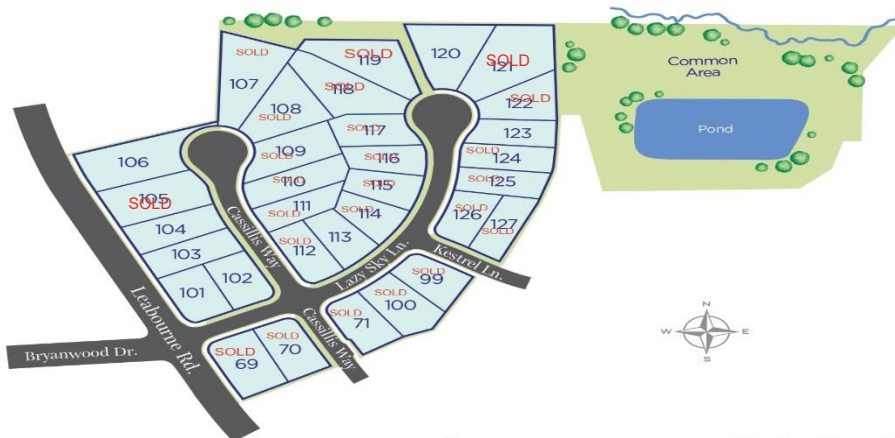 SOLD
107
SOLD
119
SOLD
118
120
SOLD
121
SOLD
122
Common
Area
Pond
108
SOLD
SOLD
117
123
109
SOLD
SOLD
116
SOLD
124
106
110
SOLD
SOLD
115
SOLD
125
105
SOLD
111
SOLD
SOLD
114
SOLD
126
127
SOLD
104
Cassillis Way
SOLD
112
113
Lazy Sky Ln.
Kestrel Ln.
103
102
101
SOLD
99
SOLD
100
SOLD
71
Leabourne Rd.
Cassillis Way
SOLD
70
SOLD
69
Bryanwood Dr.
N
W
E
S